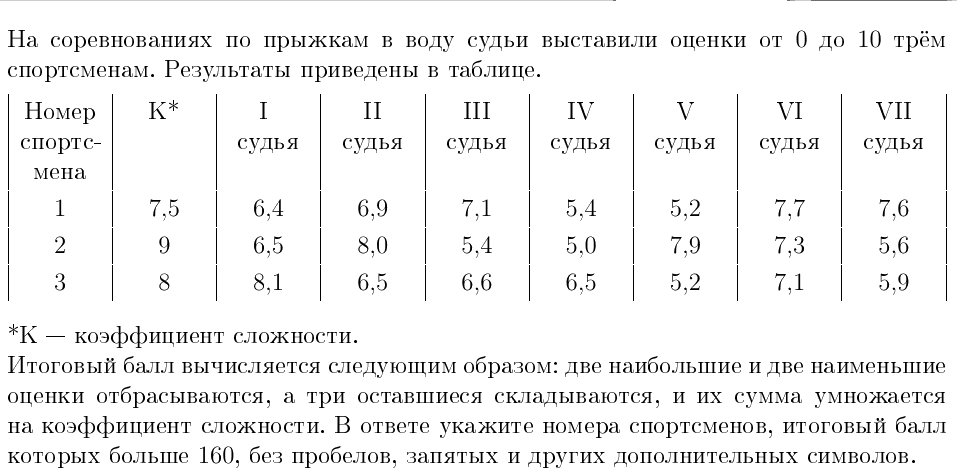 На соревнованиях по прыжкам в воду судьи выставили оценки от 0 до 10 трём
спортсменам. Результаты приведены в таблице.
Номер спортс- мена K* I судья II судья III судья IV судья V судья VI судья VII судья
1 7,5 6,4 6,9 7,1 5,4 5,2 7,7 7,6
2 9 6,5 8,0 5,4 5,0 7,9 7,3 5,6
3 8 8,1 6,5 6,6 6,5 5,2 7,1 5,9
*К — коэффициент сложности.
Итоговый балл вычисляется следующим образом: две наибольшие и две наименьшие
оценки отбрасываются, а три оставшиеся складываются, и их сумма умножается
на коэффициент сложности. В ответе укажите номера спортсменов, итоговый балл
которых больше 160, без пробелов, запятых и других дополнительных символов.